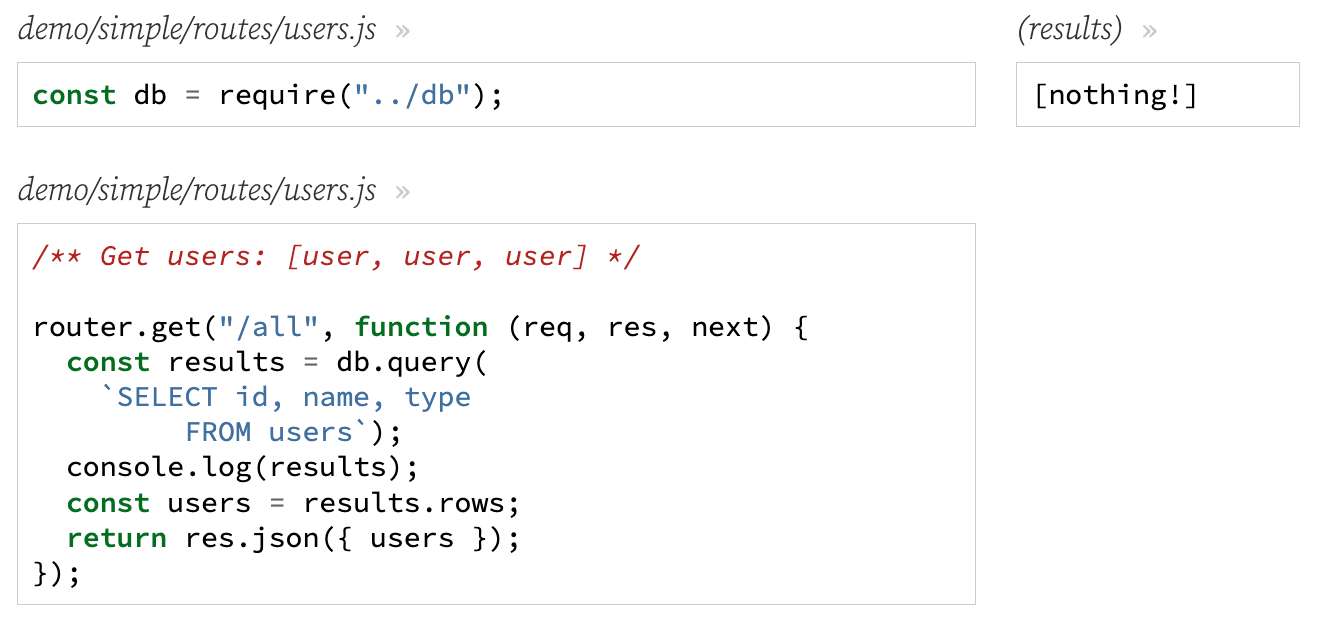 demo/simple/routes/users.js »
const db = require("../db");
(results) »
[nothing!]
demo/simple/routes/users.js »
/** Get users: [user, user, user] */
router.get("/all", function (req, res, next) {
  const results = db.query(
    `SELECT id, name, type
         FROM users`);
  console.log(results);
  const users = results.rows;
  return res.json({ users });
});